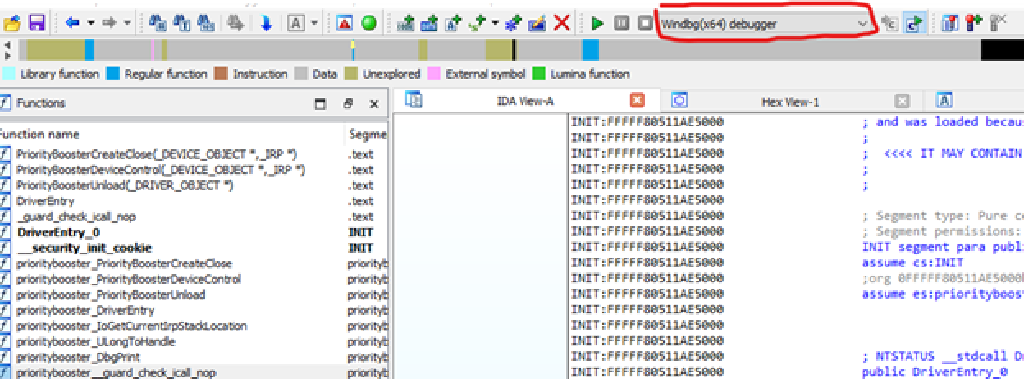 Windbg(x64) debugger
Library function Regular function Instruction Data Unexplored External symbol Lumina function
Functions
IDA View-A
Hex View-1
Function name Segme
PriorityBoosterCreateClose(_DEVICE_OBJECT *,_IRP *) .text
PriorityBoosterDeviceControl(_DEVICE_OBJECT *,_IRP *) .text
PriorityBoosterUnload(_DRIVER_OBJECT *) .text
DriverEntry .text
_guard_check_icall_nop .text
DriverEntry_0 INIT
__security_init_cookie INIT
prioritybooster_PriorityBoosterCreateClose priorityb
prioritybooster_PriorityBoosterDeviceControl priorityb
prioritybooster_PriorityBoosterUnload priorityb
prioritybooster_DriverEntry priorityb
prioritybooster_IoGetCurrentIrpStackLocation priorityb
prioritybooster_ULongToHandle priorityb
prioritybooster_DbgPrint priorityb
prioritybooster__guard_check_icall_nop priorityb
INIT:FFFFF80511AE5000 ; and was loaded becaus
INIT:FFFFF80511AE5000 ;
INIT:FFFFF80511AE5000 ; <<<< IT MAY CONTAIN
INIT:FFFFF80511AE5000 ;
INIT:FFFFF80511AE5000 ;
INIT:FFFFF80511AE5000
INIT:FFFFF80511AE5000 ; Segment type: Pure c
INIT:FFFFF80511AE5000 ; Segment permissions:
INIT:FFFFF80511AE5000 INIT segment para publi
INIT:FFFFF80511AE5000 assume cs:INIT
INIT:FFFFF80511AE5000 ;org 0FFFFF80511AE5000h
INIT:FFFFF80511AE5000 assume es:priorityboost
INIT:FFFFF80511AE5000
INIT:FFFFF80511AE5000
INIT:FFFFF80511AE5000
INIT:FFFFF80511AE5000 ; NTSTATUS __stdcall Dr
INIT:FFFFF80511AE5000 public DriverEntry_0